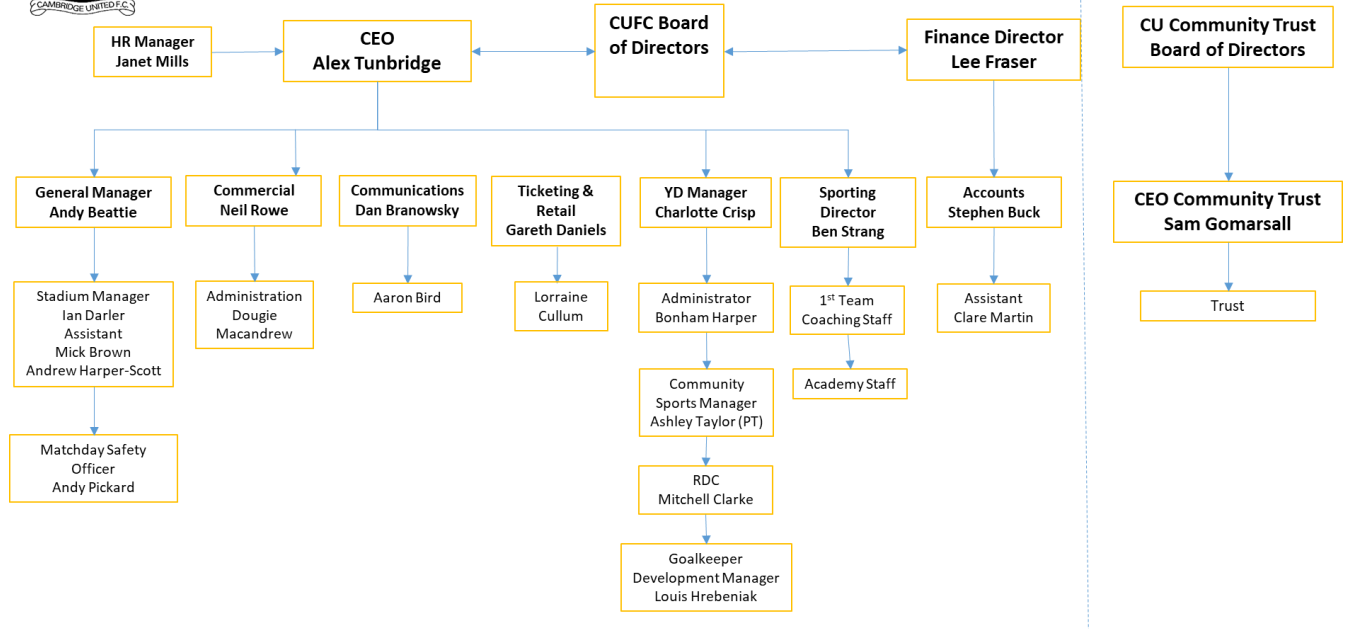 CAMBRIDGE UNITED F.C.
HR Manager
Janet Mills
CEO
Alex Tunbridge
CUFC Board
of Directors
Finance Director
Lee Fraser
CU Community Trust
Board of Directors
General Manager
Andy Beattie
Commercial
Neil Rowe
Communications
Dan Branowsky
Ticketing &
Retail
Gareth Daniels
YD Manager
Charlotte Crisp
Sporting
Director
Ben Strang
Accounts
Stephen Buck
CEO Community Trust
Sam Gomarsall
Stadium Manager
Ian Darler
Assistant
Mick Brown
Andrew Harper-Scott
Administration
Dougie
Macandrew
Aaron Bird
Lorraine
Cullum
Administrator
Bonham Harper
1st Team
Coaching Staff
Assistant
Clare Martin
Trust
Community
Sports Manager
Ashley Taylor (PT)
Academy Staff
Matchday Safety
Officer
Andy Pickard
RDC
Mitchell Clarke
Goalkeeper
Development Manager
Louis Hrebeniak